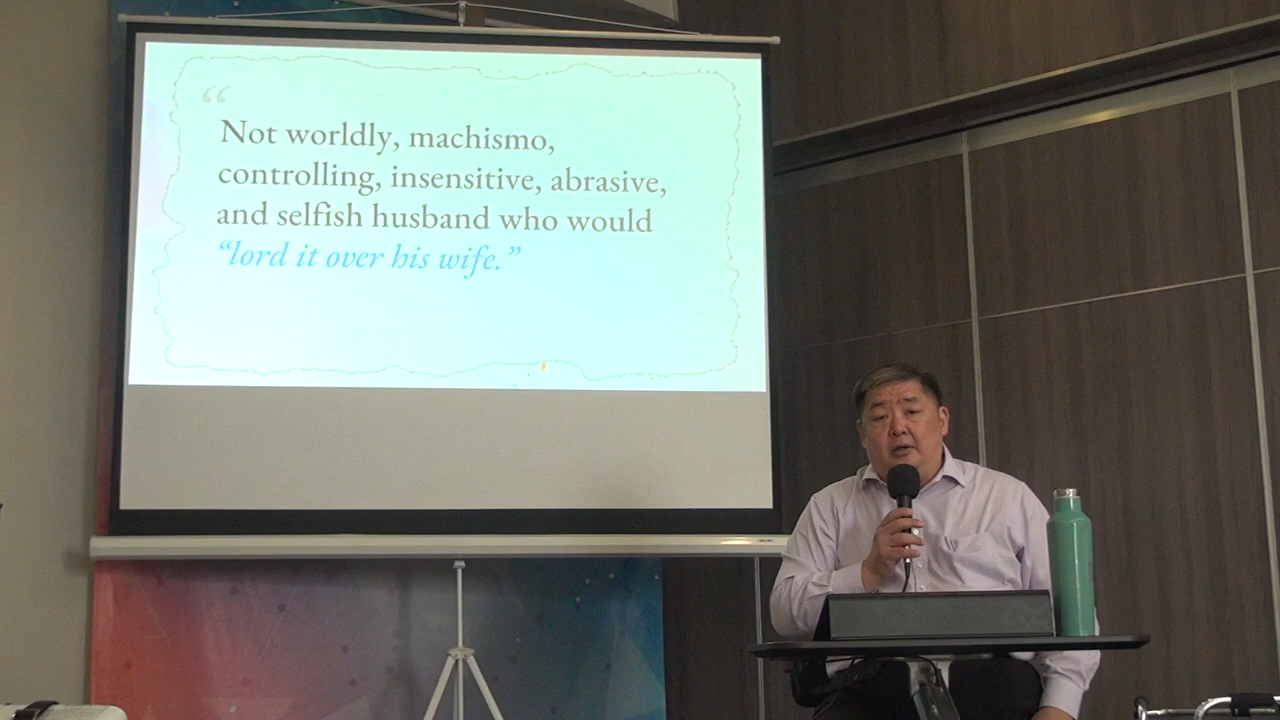 “
Not worldly, machismo,
controlling, insensitive, abrasive,
and selfish husband who would
“lord it over his wife.”